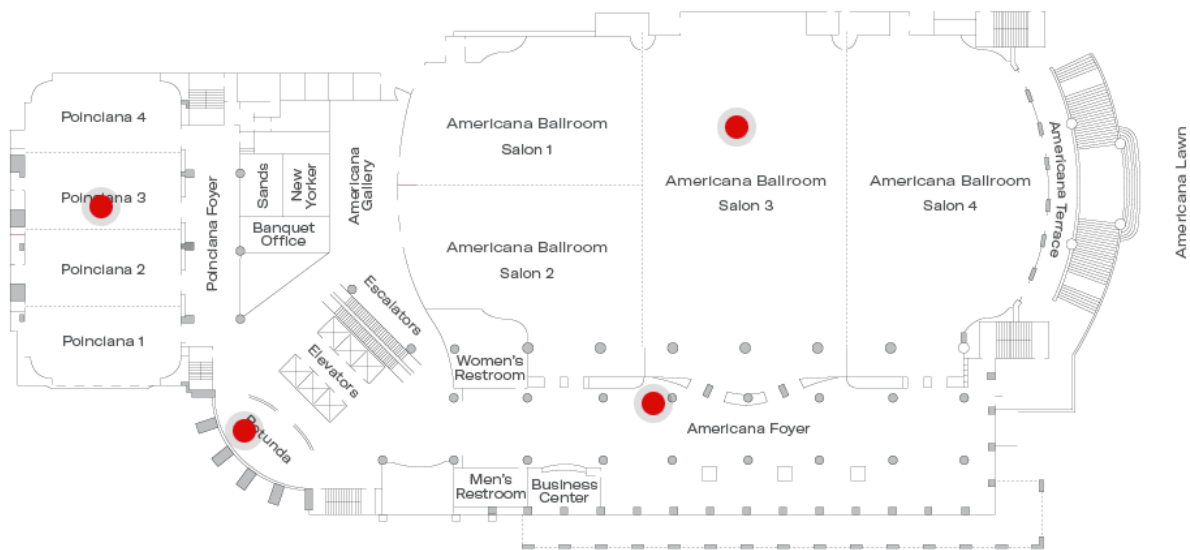 Poinciana 4
Poinciana 3
Poinciana 2
Poinciana 1
Poinciana Foyer
Sands
New
Yorker
Banquet
Office
Americana
Gallery
Escalators
Elevators
Rotunda
Americana Ballroom
Salon 1
Americana Ballroom
Salon 2
Americana Ballroom
Salon 3
Americana Ballroom
Salon 4
Americana Terrace
Americana Lawn
Women's
Restroom
Americana Foyer
Men's
Restroom
Business
Center